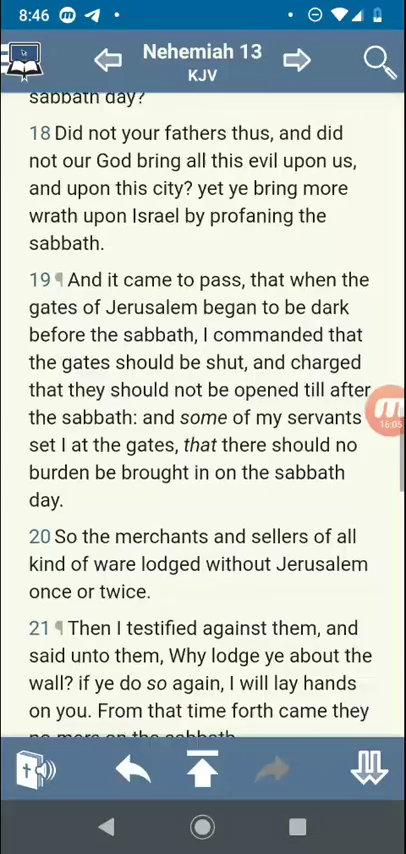 8:46
Nehemiah 13
KJV
sabbath day?
18 Did not your fathers thus, and did
not our God bring all this evil upon us,
and upon this city? yet ye bring more
wrath upon Israel by profaning the
sabbath.
19 ¶ And it came to pass, that when the
gates of Jerusalem began to be dark
before the sabbath, I commanded that
the gates should be shut, and charged
that they should not be opened till after
the sabbath: and some of my servants
set I at the gates, that there should no
burden be brought in on the sabbath
day.
16:05
20 So the merchants and sellers of all
kind of ware lodged without Jerusalem
once or twice.
21 ¶ Then I testified against them, and
said unto them, Why lodge ye about the
wall? if ye do so again, I will lay hands
on you. From that time forth came they
no more on the sabbath